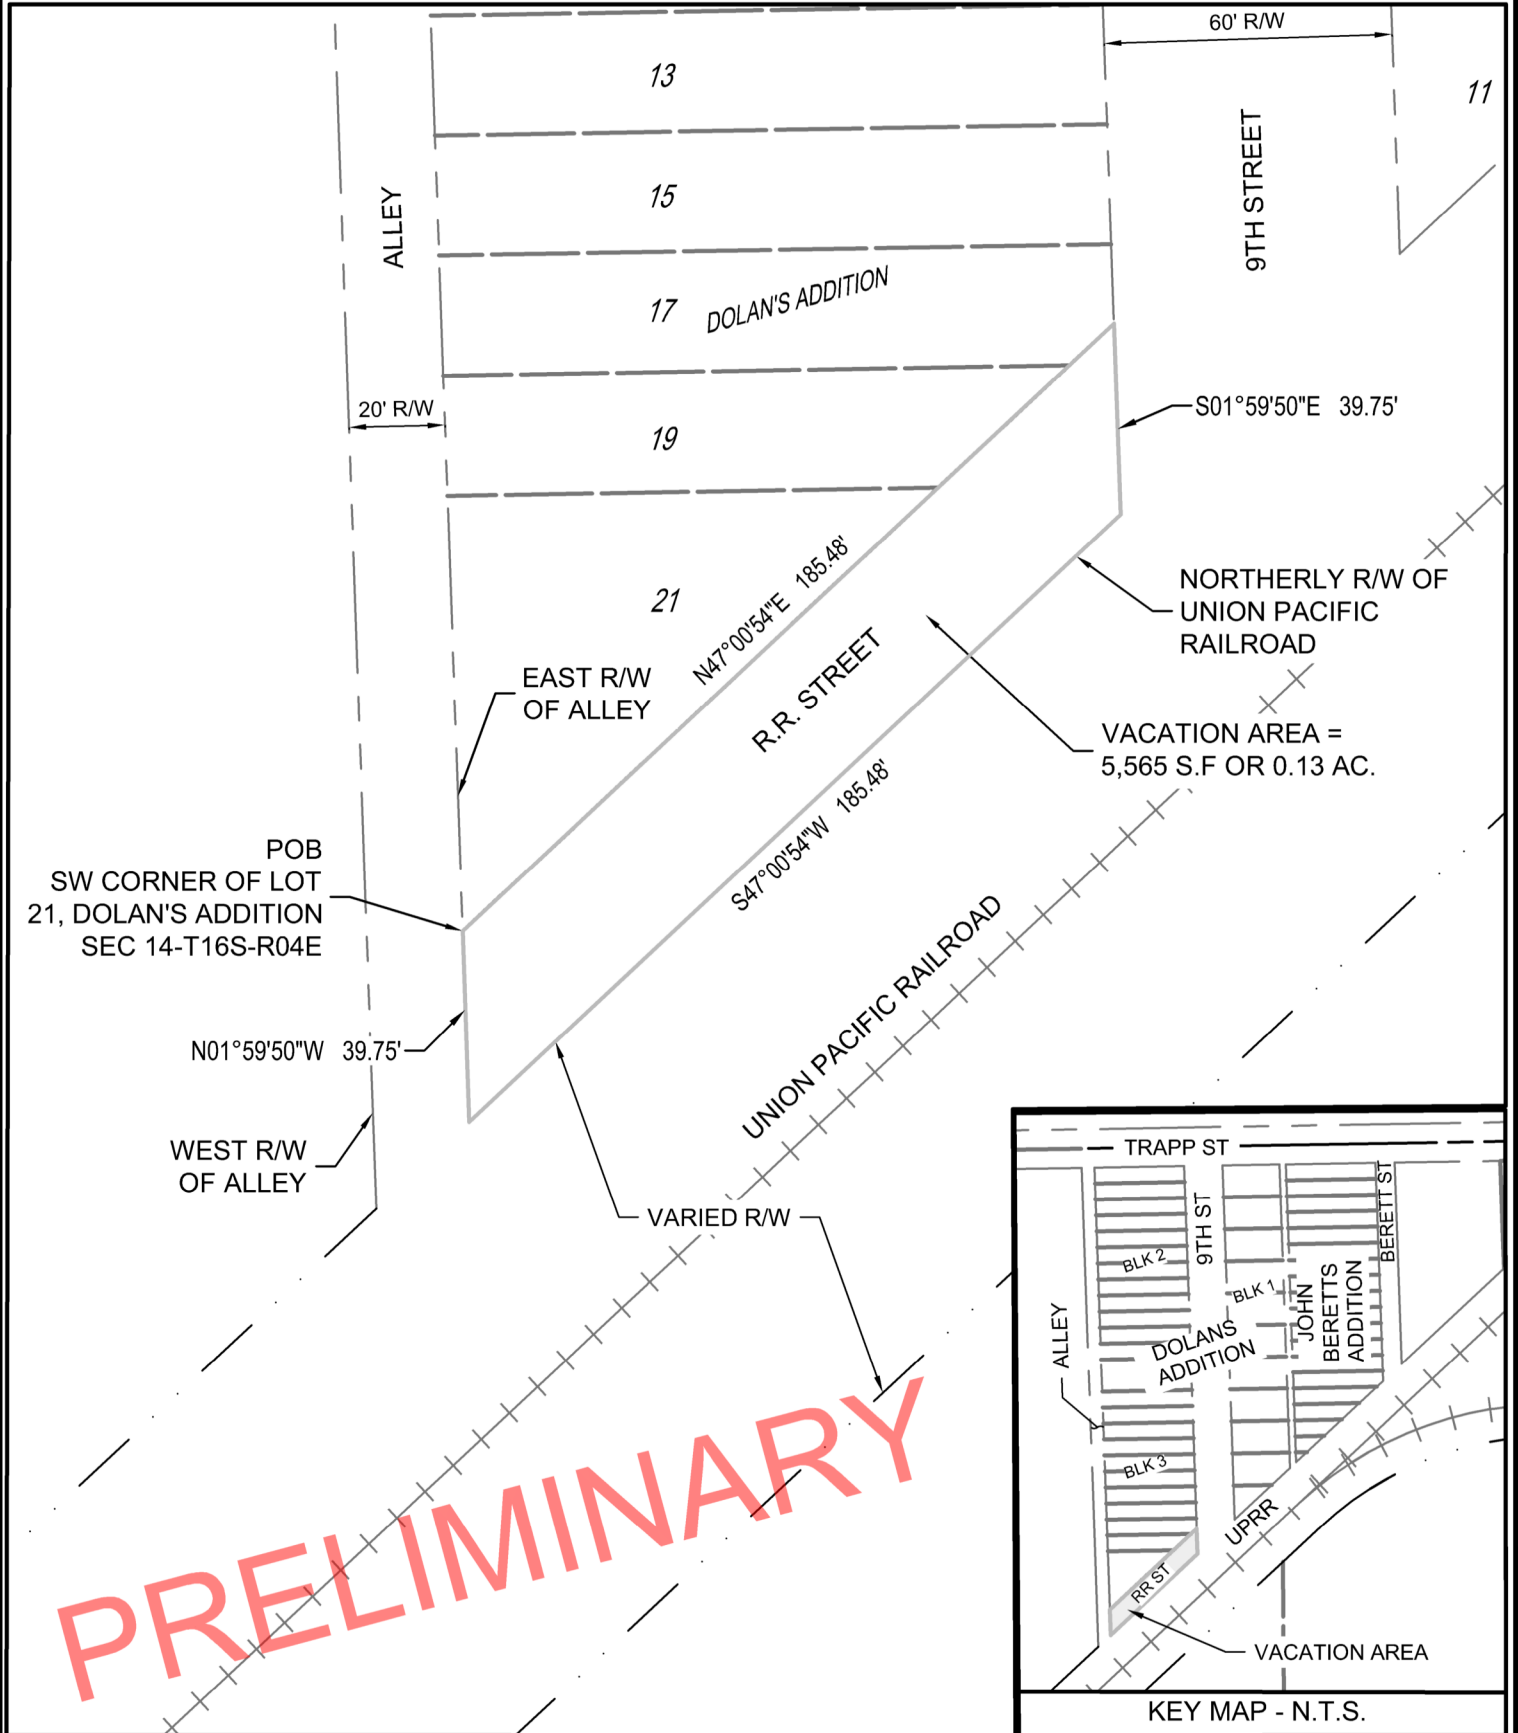 60' R/W
13
11
15
ALLEY
9TH STREET
17
DOLAN'S ADDITION
20' R/W
19
S01°59'50"E 39.75'
21
N47°00'54"E 185.48'
NORTHERLY R/W OF
UNION PACIFIC
RAILROAD
EAST R/W
OF ALLEY
R.R. STREET
VACATION AREA =
5,565 S.F OR 0.13 AC.
S47°00'54"W 185.48'
POB
SW CORNER OF LOT
21, DOLAN'S ADDITION
SEC 14-T16S-R04E
UNION PACIFIC RAILROAD
N01°59'50"W 39.75'
WEST R/W
OF ALLEY
VARIED R/W
PRELIMINARY
TRAPP ST
9TH ST
BERETT ST
BLK 2
BLK 1
JOHN
BERETTS
ADDITION
ALLEY
DOLANS
ADDITION
BLK 3
UPRR
RR ST
VACATION AREA
KEY MAP - N.T.S.